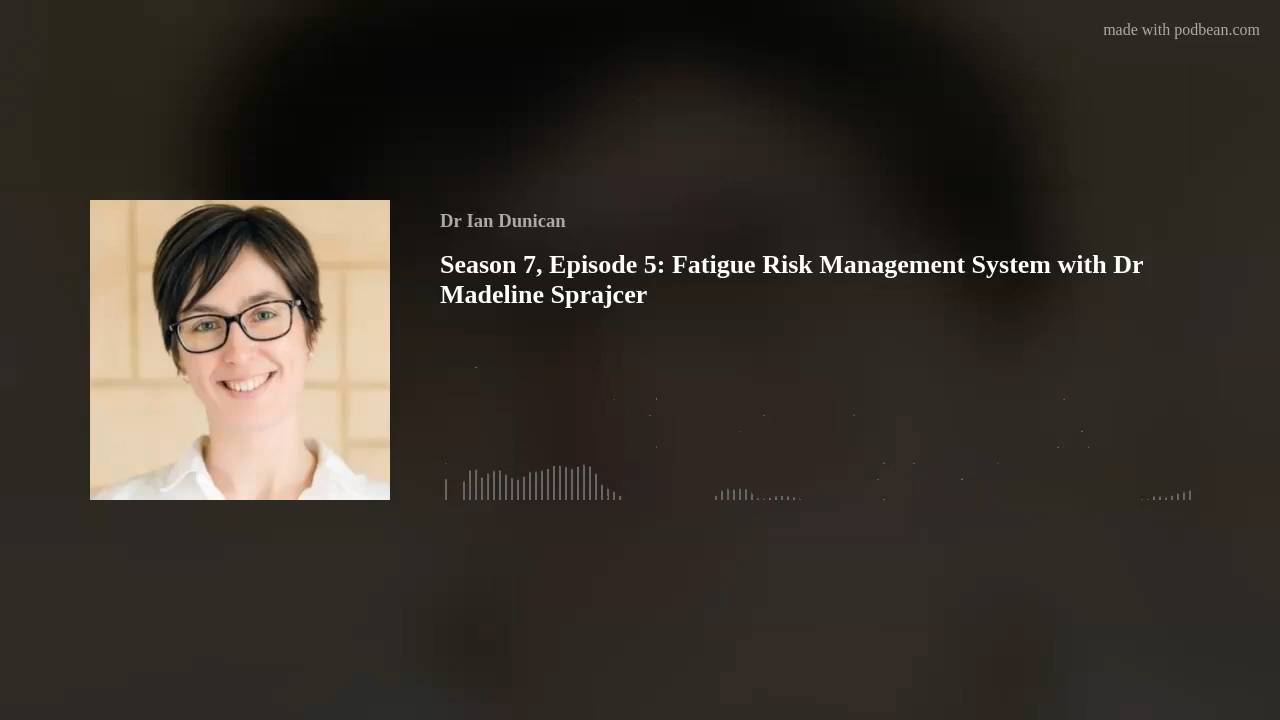 made with podbean.com
Dr Ian Dunican
Season 7, Episode 5: Fatigue Risk Management System with Dr
Madeline Sprajcer